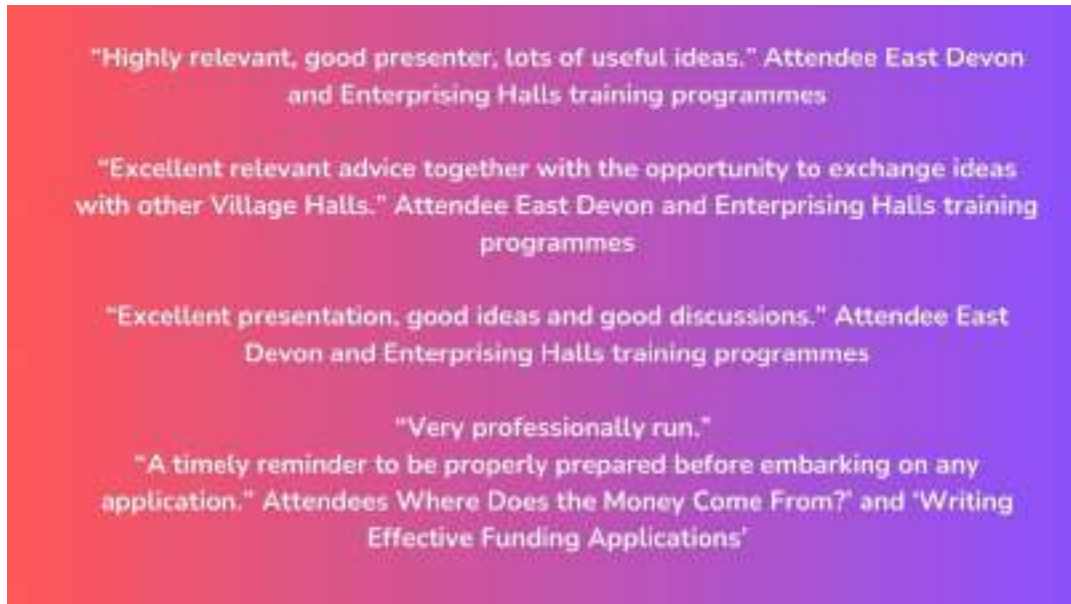 “Highly relevant, good presenter, lots of useful ideas.” Attendee East Devon
and Enterprising Halls training programmes
“Excellent relevant advice together with the opportunity to exchange ideas
with other Village Halls.” Attendee East Devon and Enterprising Halls training
programmes
“Excellent presentation, good ideas and good discussions.” Attendee East
Devon and Enterprising Halls training programmes
“Very professionally run.”
“A timely reminder to be properly prepared before embarking on any
application.” Attendees Where Does the Money Come From?’ and ‘Writing
Effective Funding Applications’